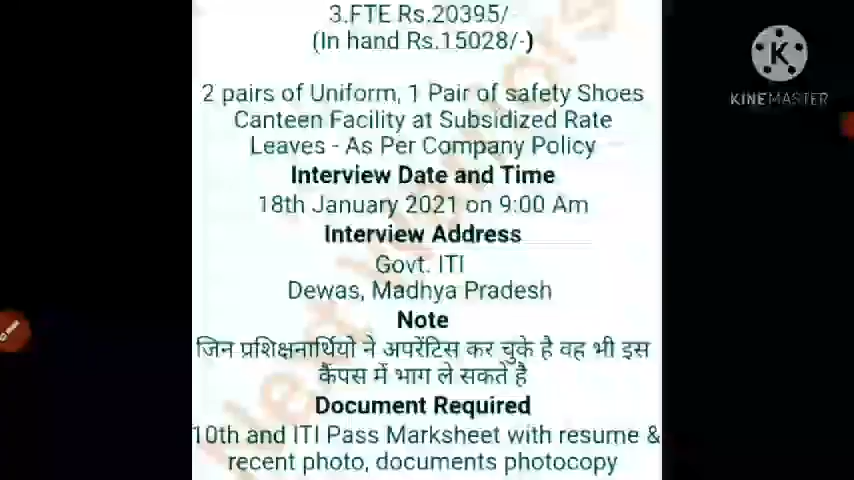 3.FTE Rs.20395/-
(In hand Rs.15028/-)
2 pairs of Uniform, 1 Pair of safety Shoes
Canteen Facility at Subsidized Rate
Leaves - As Per Company Policy
Interview Date and Time
18th January 2021 on 9:00 Am
Interview Address
Govt. ITI
Dewas, Madhya Pradesh
Note
जिन प्रशिक्षनार्थियो ने अपरेंटिस कर चुके है वह भी इस
कैंपस में भाग ले सकते है
Document Required
10th and ITI Pass Marksheet with resume &
recent photo, documents photocopy
KINEMASTER